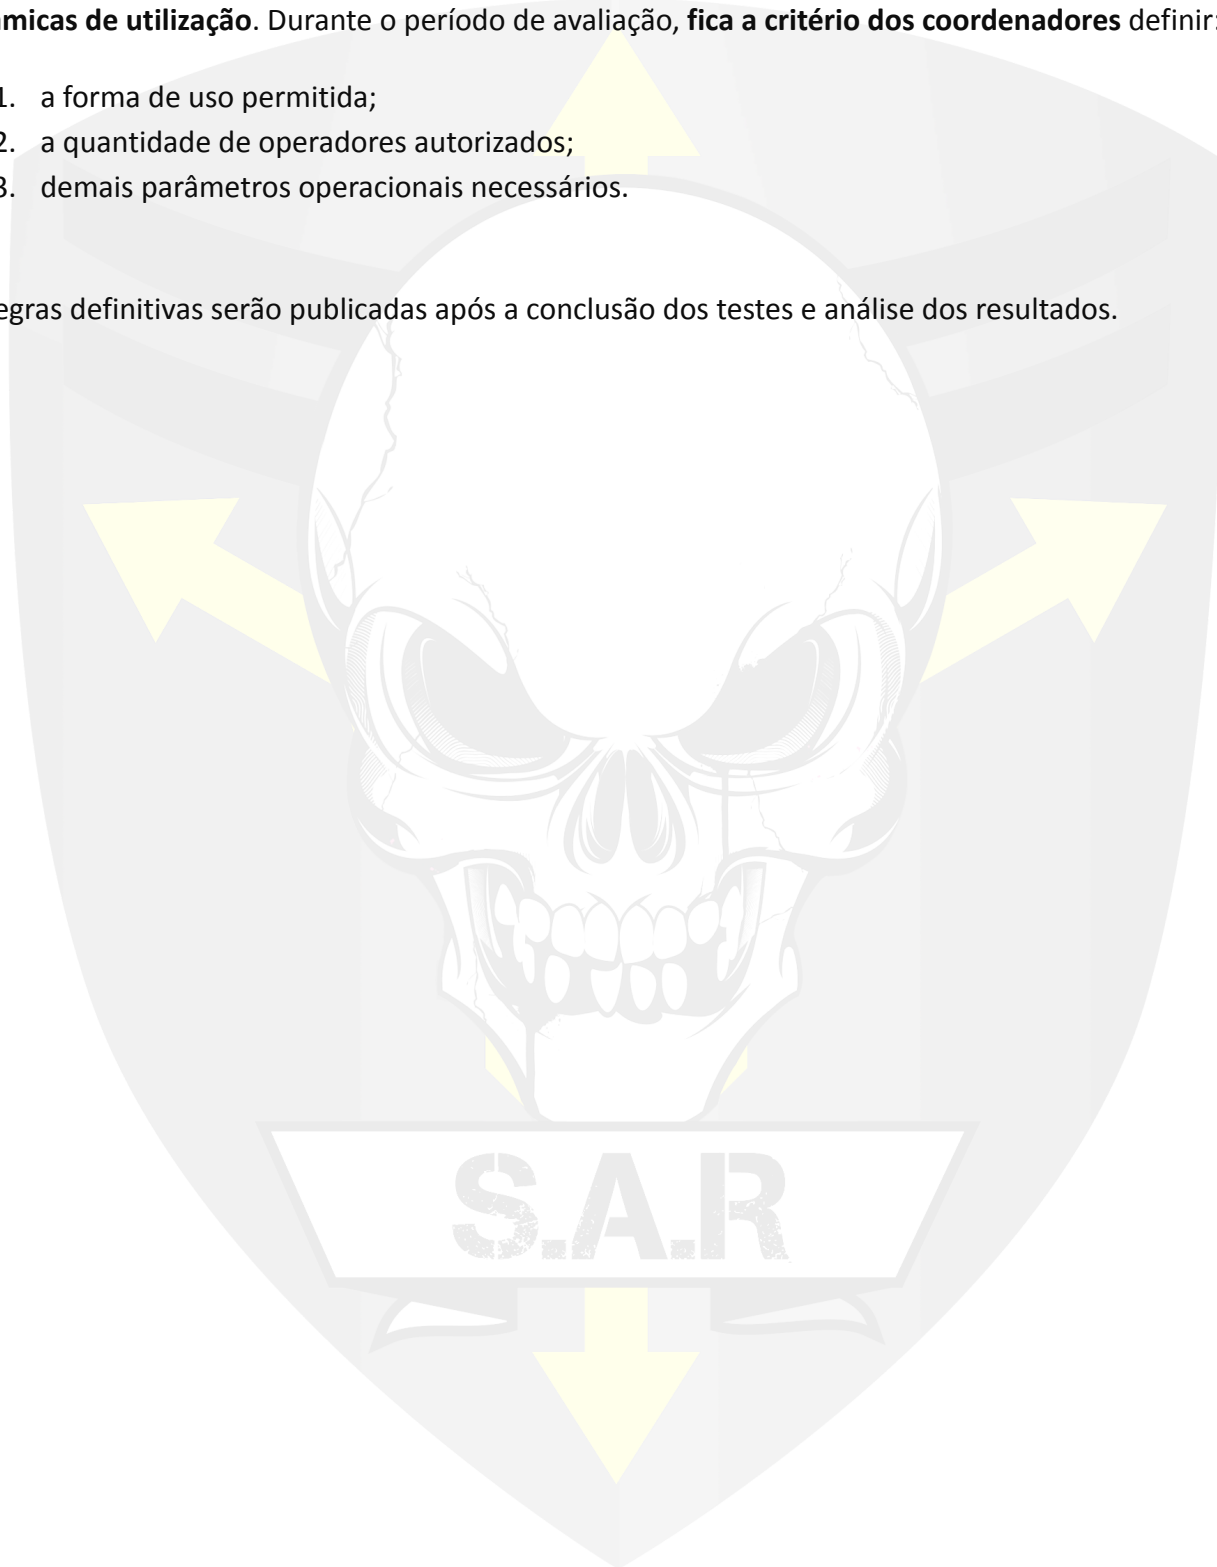 âmicas de utilização. Durante o período de avaliação, fica a critério dos coordenadores definir:
1. a forma de uso permitida;
2. a quantidade de operadores autorizados;
3. demais parâmetros operacionais necessários.
egras definitivas serão publicadas após a conclusão dos testes e análise dos resultados.
S.A.R